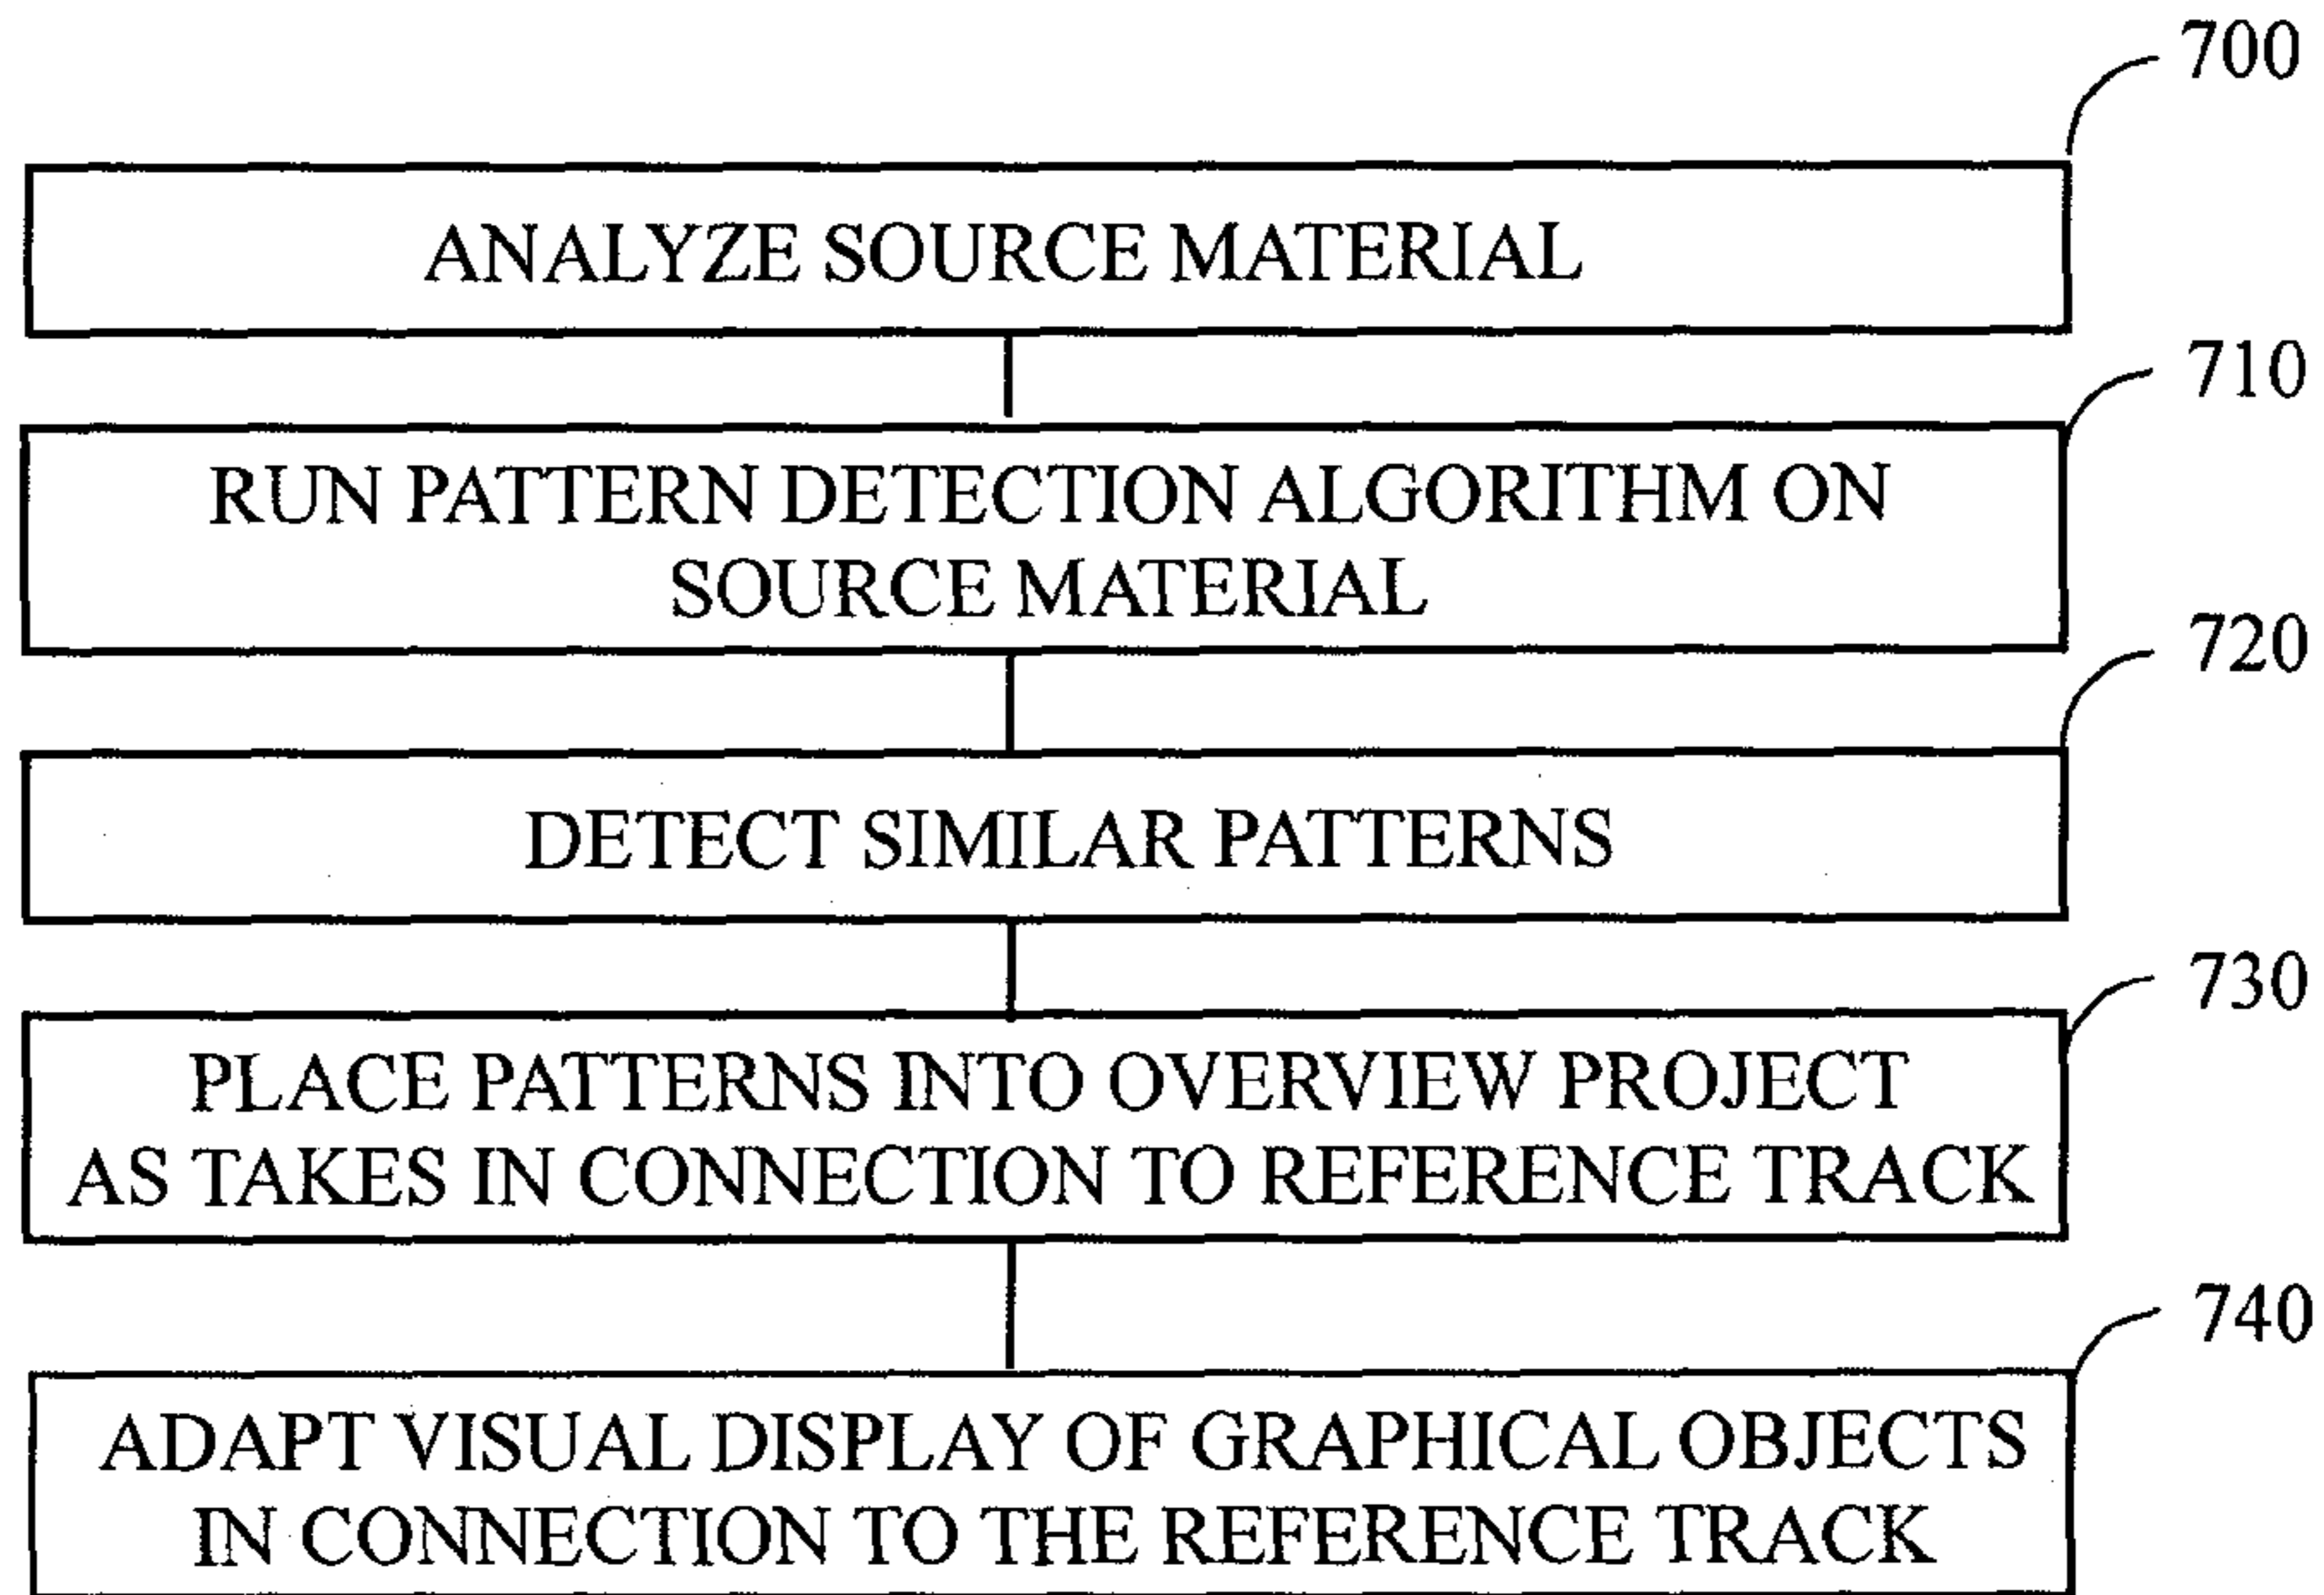 700
ANALYZE SOURCE MATERIAL
710
RUN PATTERN DETECTION ALGORITHM ON
SOURCE MATERIAL
720
DETECT SIMILAR PATTERNS
730
PLACE PATTERNS INTO OVERVIEW PROJECT
AS TAKES IN CONNECTION TO REFERENCE TRACK
740
ADAPT VISUAL DISPLAY OF GRAPHICAL OBJECTS
IN CONNECTION TO THE REFERENCE TRACK